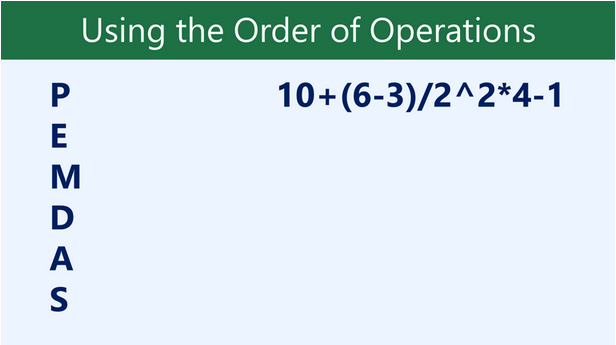 Using the Order of Operations
P
10+(6-3)/2^2*4-1
E
M
D
A
S